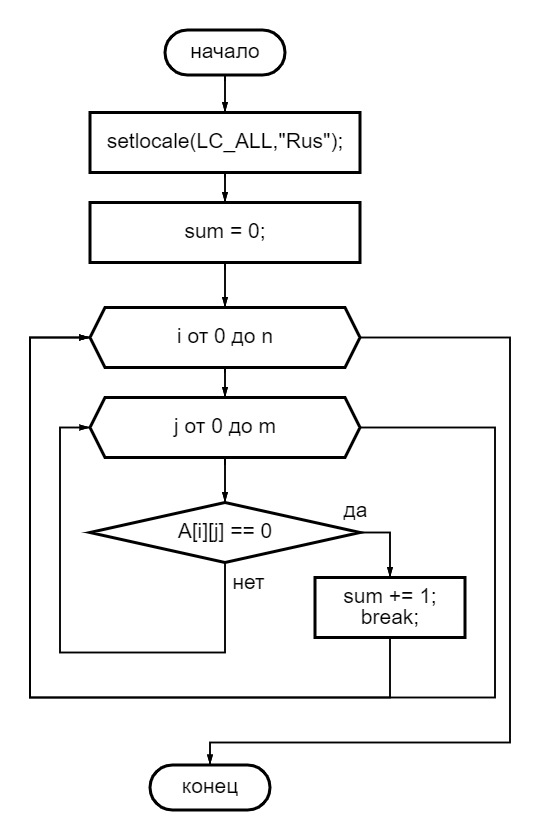 начало
setlocale(LC_ALL,"Rus");
sum = 0;
i от 0 до n
j от 0 до m
A[i][j] == 0
да
нет
sum += 1;
break;
конец